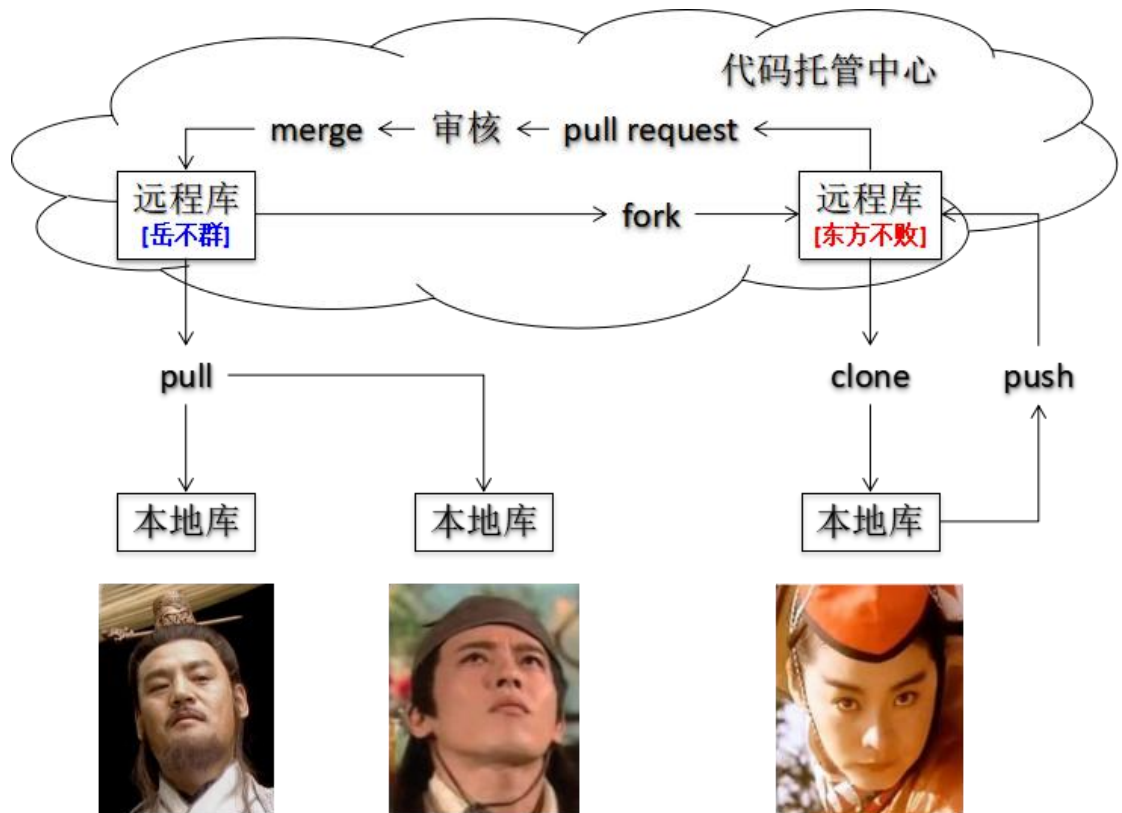 代码托管中心
merge
审核
pull request
远程库
[岳不群]
fork
远程库
[东方不败]
pull
clone
push
本地库
本地库
本地库